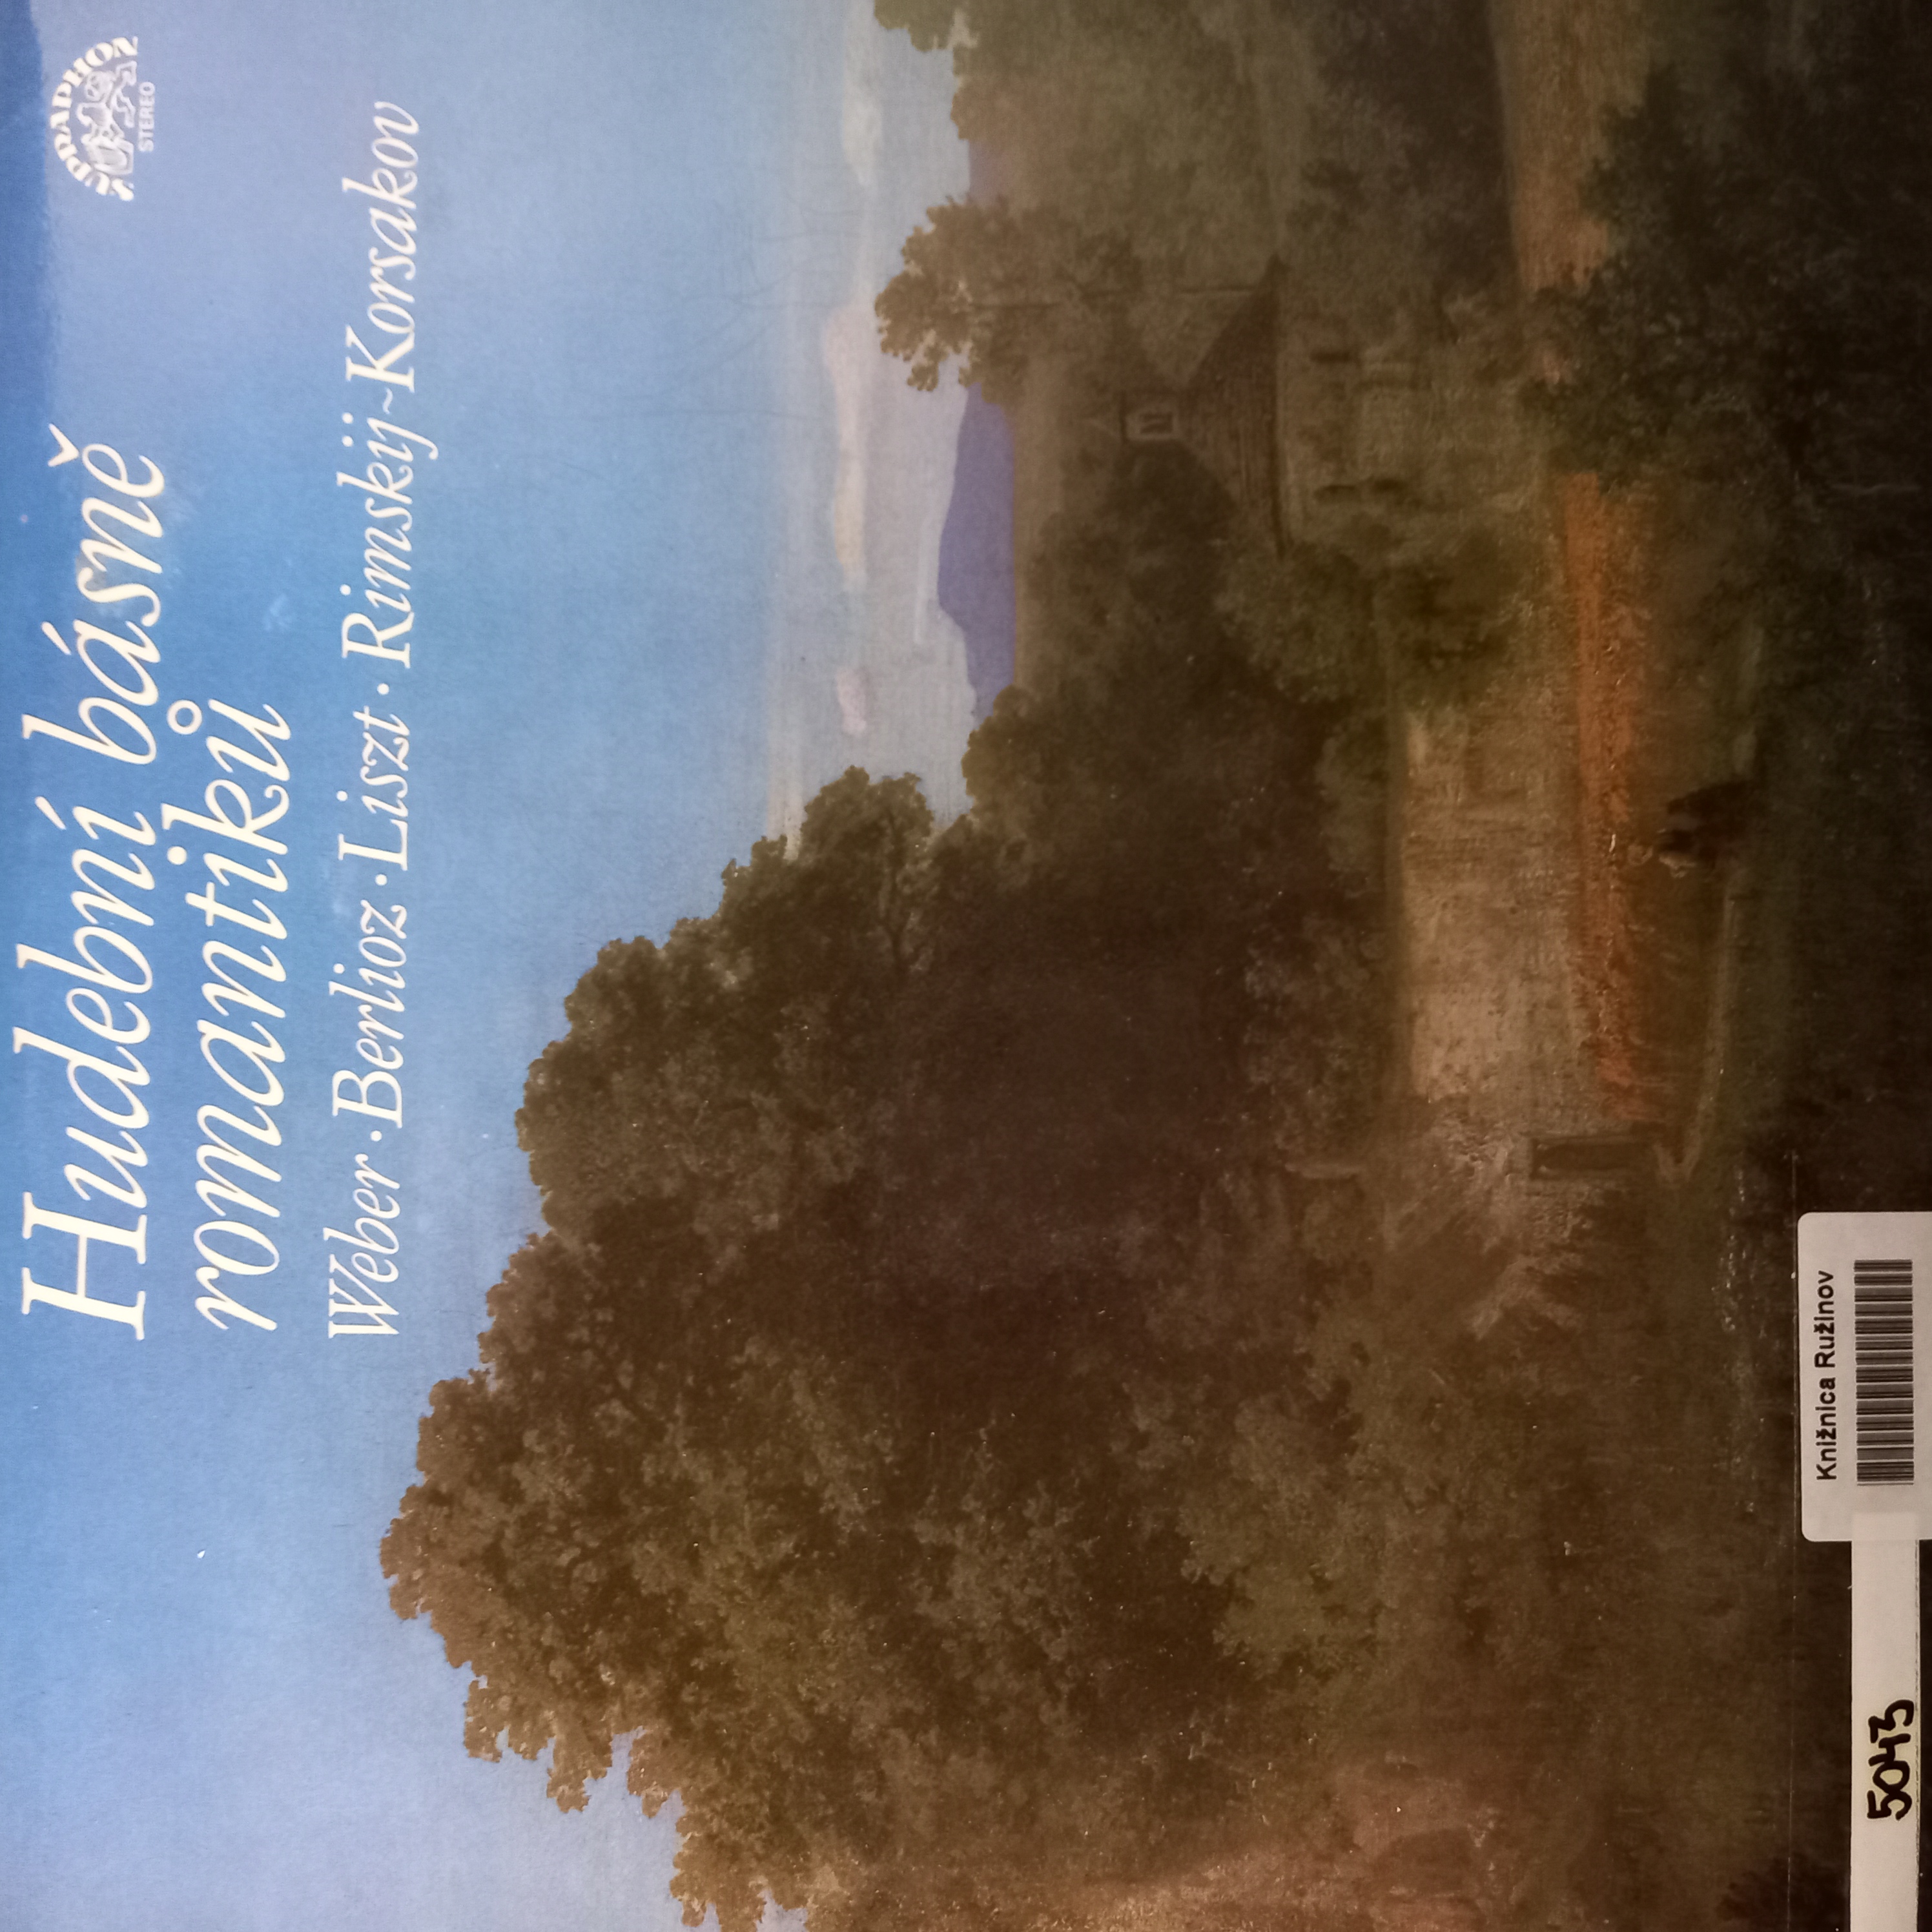 SUPRAPHON
STEREO
Hudební básně
romantiků
Weber · Berlioz · Liszt · Rimskij~Korsakov
Knižnica Ružinov
5043